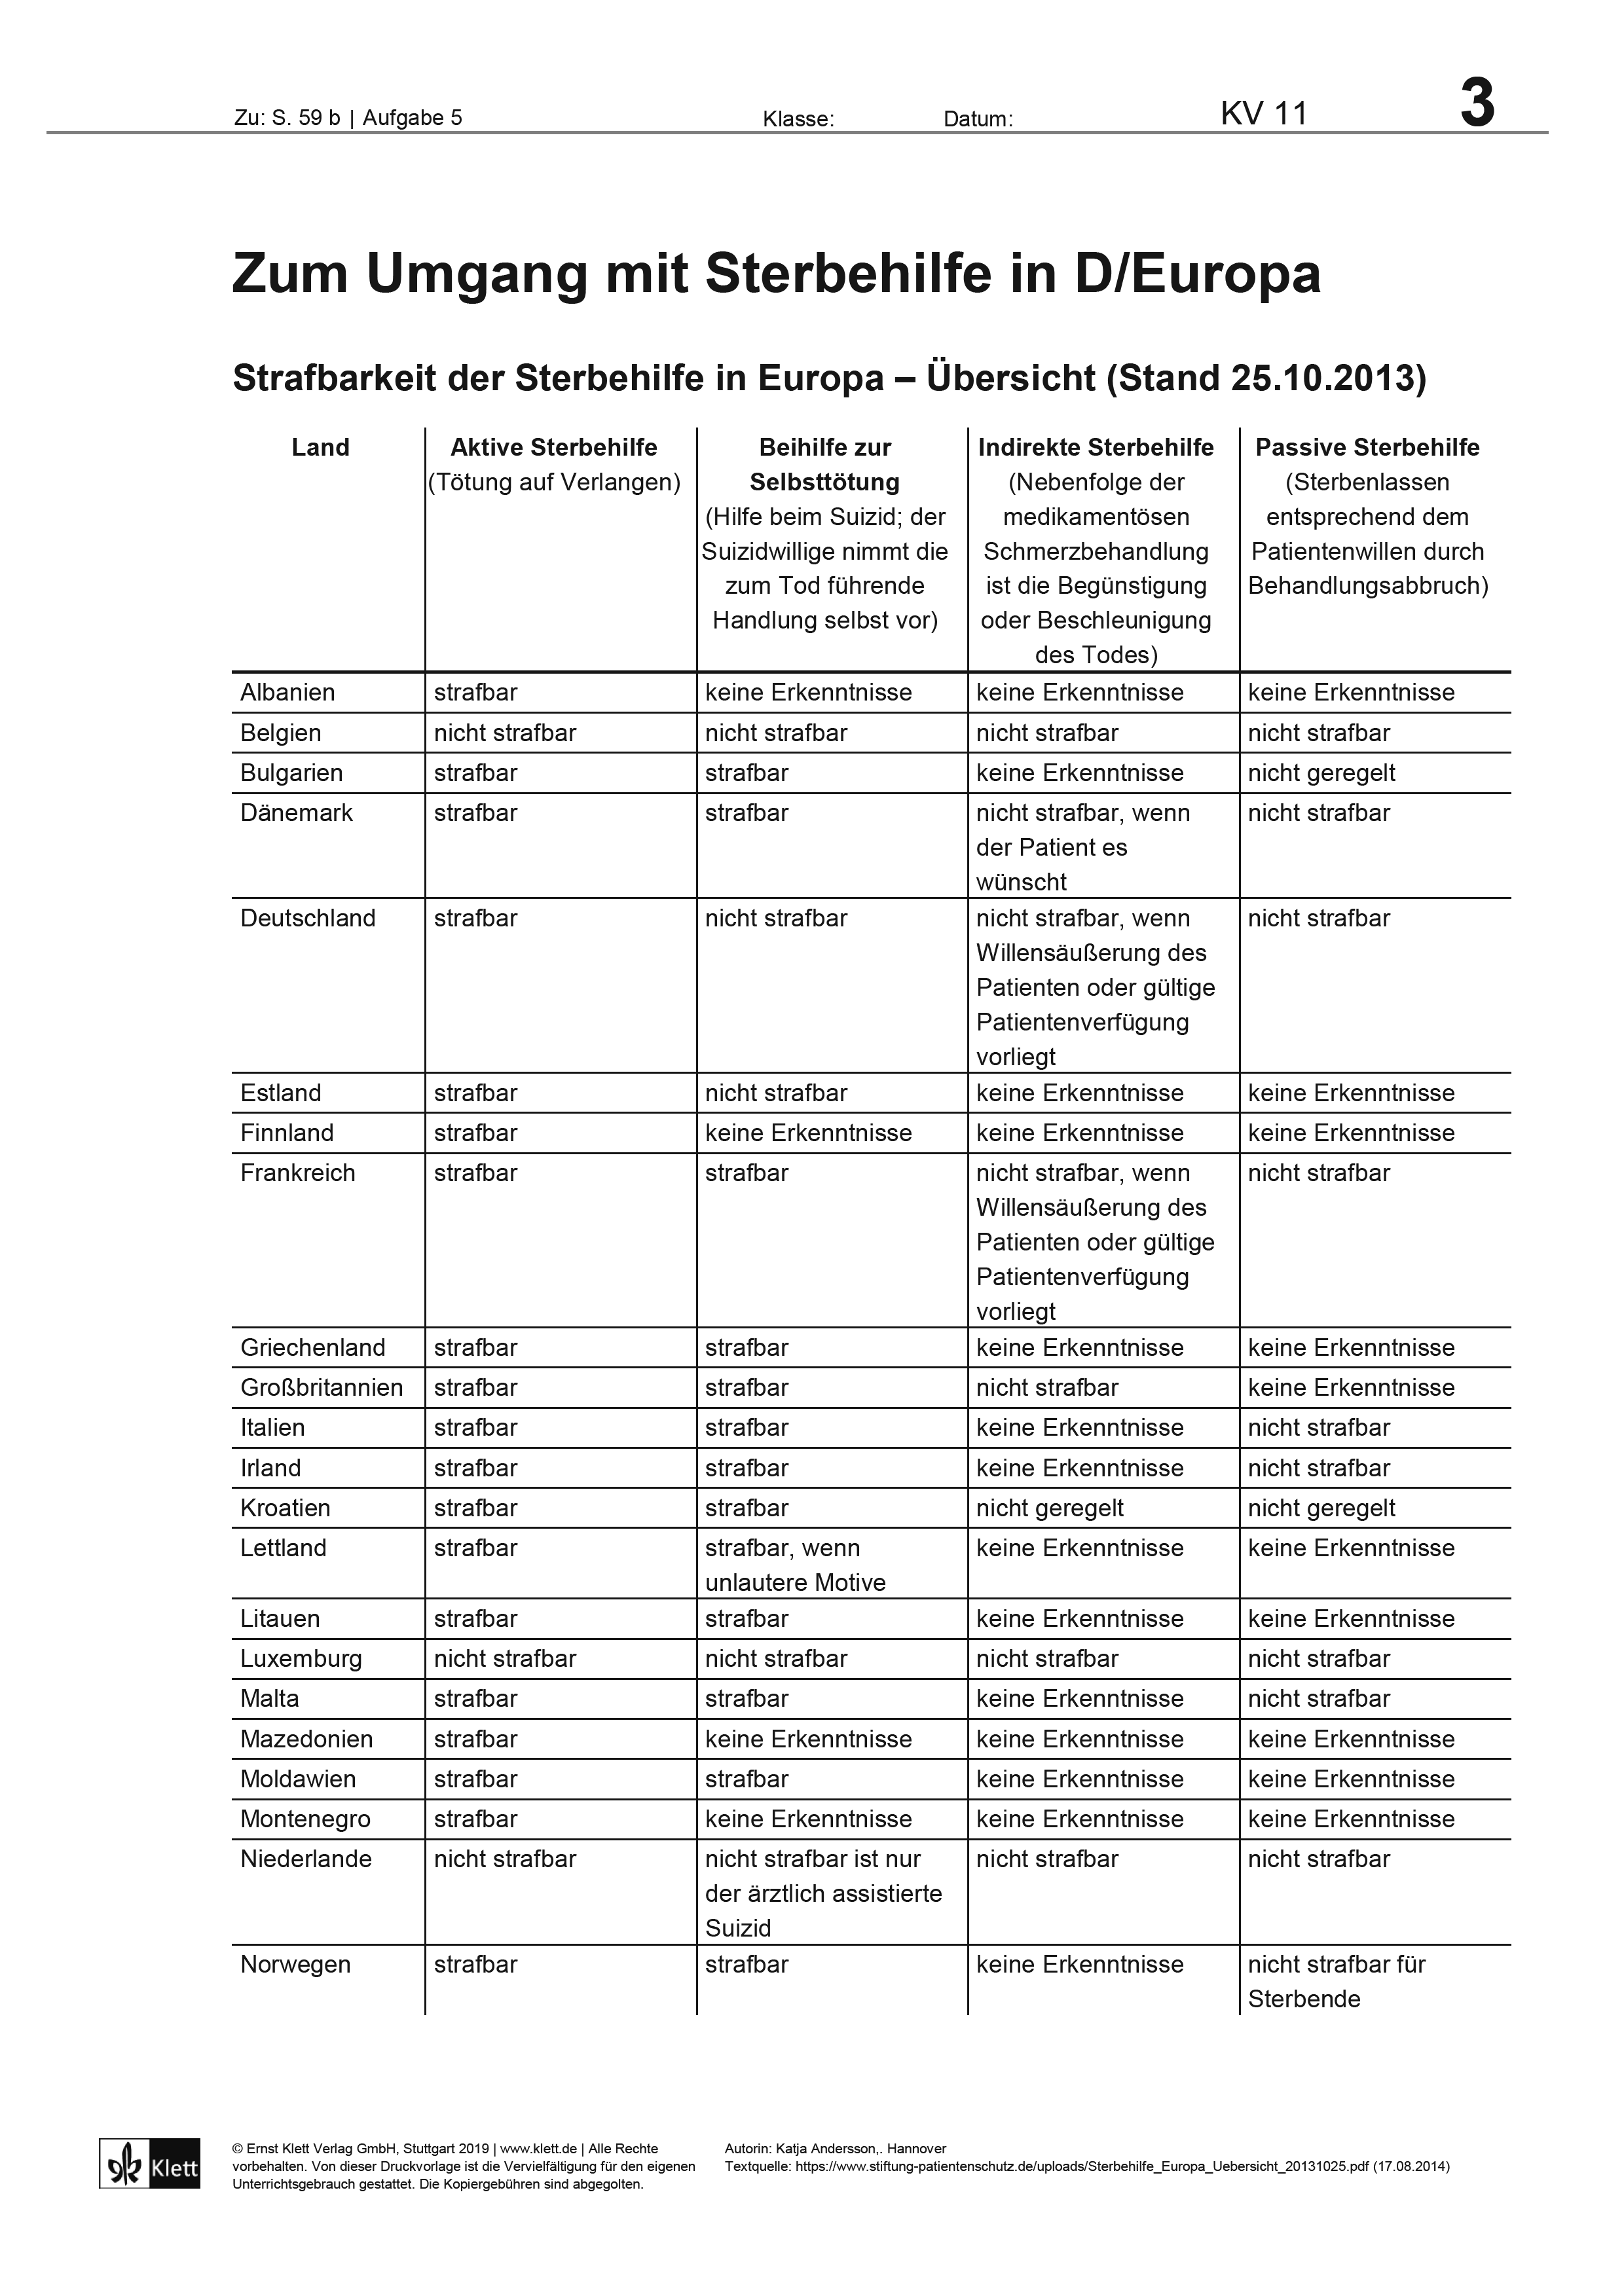 Zu: S. 59 b | Aufgabe 5 Klasse: Datum: KV 11 3
Zum Umgang mit Sterbehilfe in D/Europa
Strafbarkeit der Sterbehilfe in Europa – Übersicht (Stand 25.10.2013)
Land Aktive Sterbehilfe Beihilfe zur Indirekte Sterbehilfe Passive Sterbehilfe
(Tötung auf Verlangen) Selbsttötung (Nebenfolge der (Sterbenlassen
(Hilfe beim Suizid; der medikamentösen entsprechend dem
Suizidwillige nimmt die Schmerzbehandlung Patientenwillen durch
zum Tod führende ist die Begünstigung Behandlungsabbruch)
Handlung selbst vor) oder Beschleunigung
des Todes)
Albanien strafbar keine Erkenntnisse keine Erkenntnisse keine Erkenntnisse
Belgien nicht strafbar nicht strafbar nicht strafbar nicht strafbar
Bulgarien strafbar strafbar keine Erkenntnisse nicht geregelt
Dänemark strafbar strafbar nicht strafbar, wenn nicht strafbar
der Patient es
wünscht
Deutschland strafbar nicht strafbar nicht strafbar, wenn nicht strafbar
Willensäußerung des
Patienten oder gültige
Patientenverfügung
vorliegt
Estland strafbar nicht strafbar keine Erkenntnisse keine Erkenntnisse
Finnland strafbar keine Erkenntnisse keine Erkenntnisse keine Erkenntnisse
Frankreich strafbar strafbar nicht strafbar, wenn nicht strafbar
Willensäußerung des
Patienten oder gültige
Patientenverfügung
vorliegt
Griechenland strafbar strafbar keine Erkenntnisse keine Erkenntnisse
Großbritannien strafbar strafbar nicht strafbar keine Erkenntnisse
Italien strafbar strafbar keine Erkenntnisse nicht strafbar
Irland strafbar strafbar keine Erkenntnisse nicht strafbar
Kroatien strafbar strafbar nicht geregelt nicht geregelt
Lettland strafbar strafbar, wenn keine Erkenntnisse keine Erkenntnisse
unlautere Motive
Litauen strafbar strafbar keine Erkenntnisse keine Erkenntnisse
Luxemburg nicht strafbar nicht strafbar nicht strafbar nicht strafbar
Malta strafbar strafbar keine Erkenntnisse nicht strafbar
Mazedonien strafbar keine Erkenntnisse keine Erkenntnisse keine Erkenntnisse
Moldawien strafbar strafbar keine Erkenntnisse keine Erkenntnisse
Montenegro strafbar keine Erkenntnisse keine Erkenntnisse keine Erkenntnisse
Niederlande nicht strafbar nicht strafbar ist nur nicht strafbar nicht strafbar
der ärztlich assistierte
Suizid
Norwegen strafbar strafbar keine Erkenntnisse nicht strafbar für
Sterbende
Klett
© Ernst Klett Verlag GmbH, Stuttgart 2019 | www.klett.de | Alle Rechte
vorbehalten. Von dieser Druckvorlage ist die Vervielfältigung für den eigenen
Unterrichtsgebrauch gestattet. Die Kopiergebühren sind abgegolten.
Autorin: Katja Andersson,. Hannover
Textquelle: https://www.stiftung-patientenschutz.de/uploads/Sterbehilfe_Europa_Uebersicht_20131025.pdf (17.08.2014)